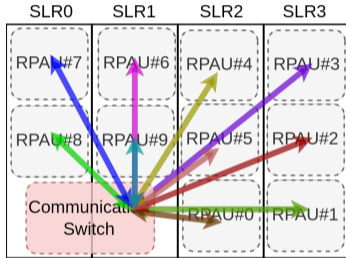 SLR0 SLR1 SLR2 SLR3
RPAU#7 RPAU#6 RPAU#4 RPAU#3
RPAU#8 RPAU#9 RPAU#5 RPAU#2
RPAU#0 RPAU#1
Switch